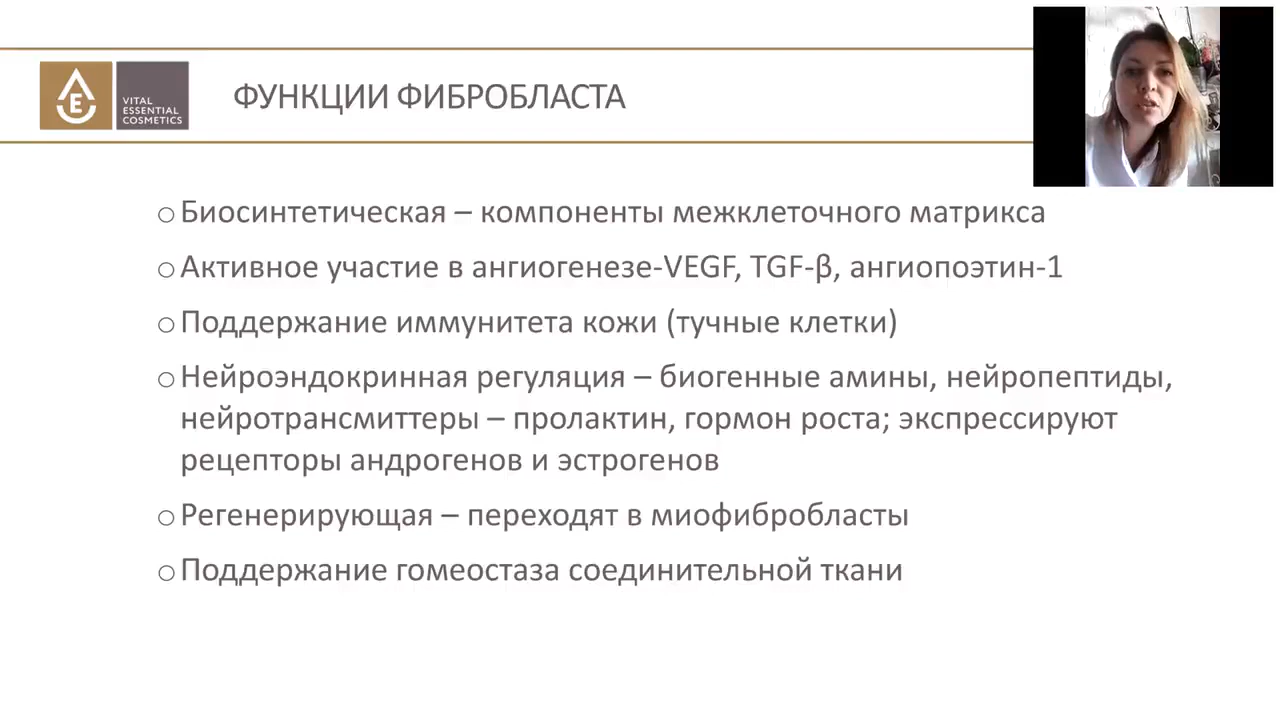 VITAL
ESSENTIAL
COSMETICS
E
ФУНКЦИИ ФИБРОБЛАСТА
Биосинтетическая – компоненты межклеточного матрикса
Активное участие в ангиогенезе-VEGF, TGF-β, ангиопоэтин-1
Поддержание иммунитета кожи (тучные клетки)
Нейроэндокринная регуляция – биогенные амины, нейропептиды,
нейротрансмиттеры – пролактин, гормон роста; экспрессируют
рецепторы андрогенов и эстрогенов
Регенерирующая – переходят в миофибробласты
Поддержание гомеостаза соединительной ткани